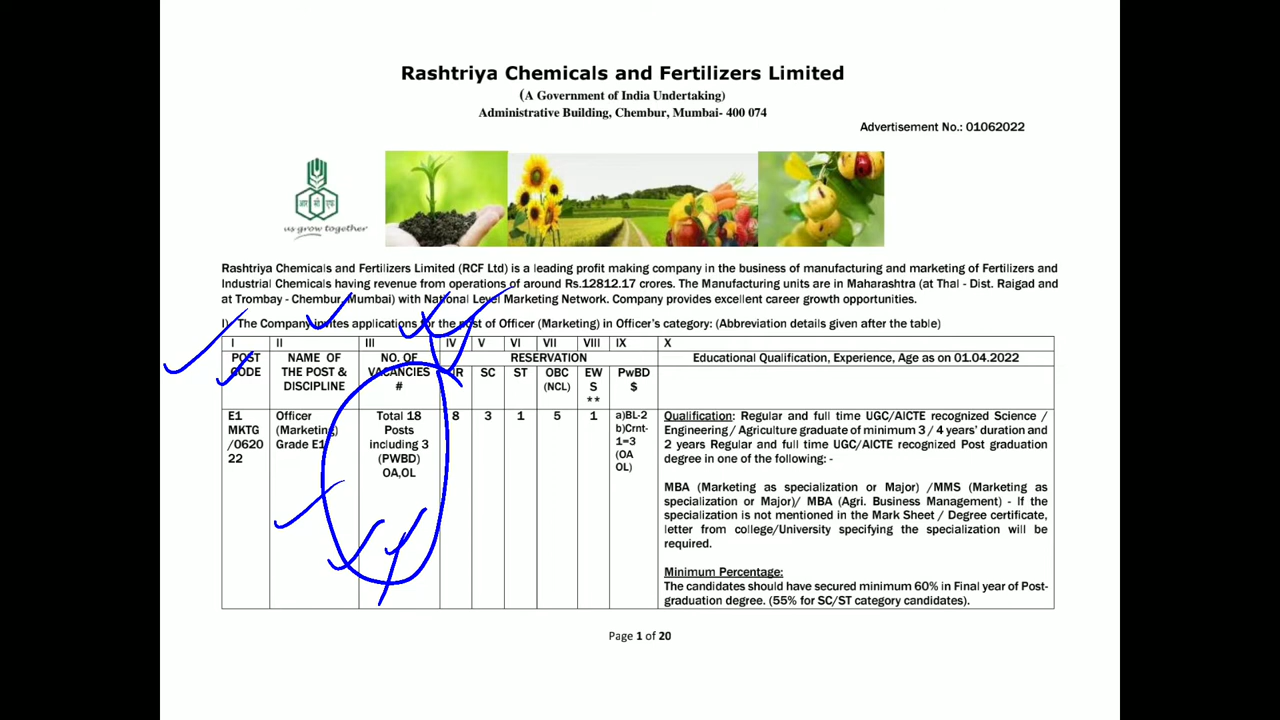 Rashtriya Chemicals and Fertilizers Limited
(A Government of India Undertaking)
Administrative Building, Chembur, Mumbai- 400 074
Advertisement No.: 01062022
आर सी एफ
us grow together
Rashtriya Chemicals and Fertilizers Limited (RCF Ltd) is a leading profit making company in the business of manufacturing and marketing of Fertilizers and
Industrial Chemicals having revenue from operations of around Rs.12812.17 crores. The Manufacturing units are in Maharashtra (at Thal - Dist. Raigad and
at Trombay - Chembur, Mumbai) with National Level Marketing Network. Company provides excellent career growth opportunities.
I). The Company invites applications for the post of Officer (Marketing) in Officer's category: (Abbreviation details given after the table)
I II III IV V VI VII VIII IX X
POST CODE
NAME OF
THE POST &
DISCIPLINE
NO. OF
VACANCIES
#
RESERVATION
UR SC ST
OBC
(NCL)
EW
S
**
PwBD
$
Educational Qualification, Experience, Age as on 01.04.2022
E1
MKTG
/0620
22
Officer
(Marketing)
Grade E1
Total 18
Posts
including 3
(PWBD)
OA,OL
8 3 1 5 1
a)BL-2
b)Crnt-
1=3
(OA
OL)
Qualification: Regular and full time UGC/AICTE recognized Science /
Engineering / Agriculture graduate of minimum 3 / 4 years' duration and
2 years Regular and full time UGC/AICTE recognized Post graduation
degree in one of the following: -
MBA (Marketing as specialization or Major) /MMS (Marketing as
specialization or Major)/ MBA (Agri. Business Management) - If the
specialization is not mentioned in the Mark Sheet / Degree certificate,
letter from college/University specifying the specialization will be
required.
Minimum Percentage:
The candidates should have secured minimum 60% in Final year of Post-
graduation degree. (55% for SC/ST category candidates).
Page 1 of 20